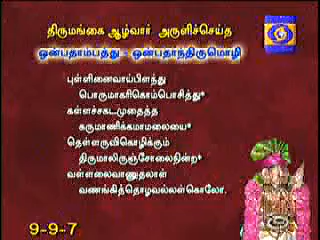 திருமங்கை ஆழ்வார் அருளிச்செய்த
ஒன்பதாம்பத்து - ஒன்பதாந்திருமொழி
புள்ளினைவாய்பிளந்து
பொருமாகரிகொம்பொசித்து*
கள்ளச்சகடமுதைத்த
கருமாணிக்கமாமலையை*
தெள்ளருவிகொழிக்கும்
திருமாலிருஞ்சோலைநின்ற*
வள்ளலைவாணுதலாள்
வணங்கித்தொழவல்லள்கொலோ.
9-9-7